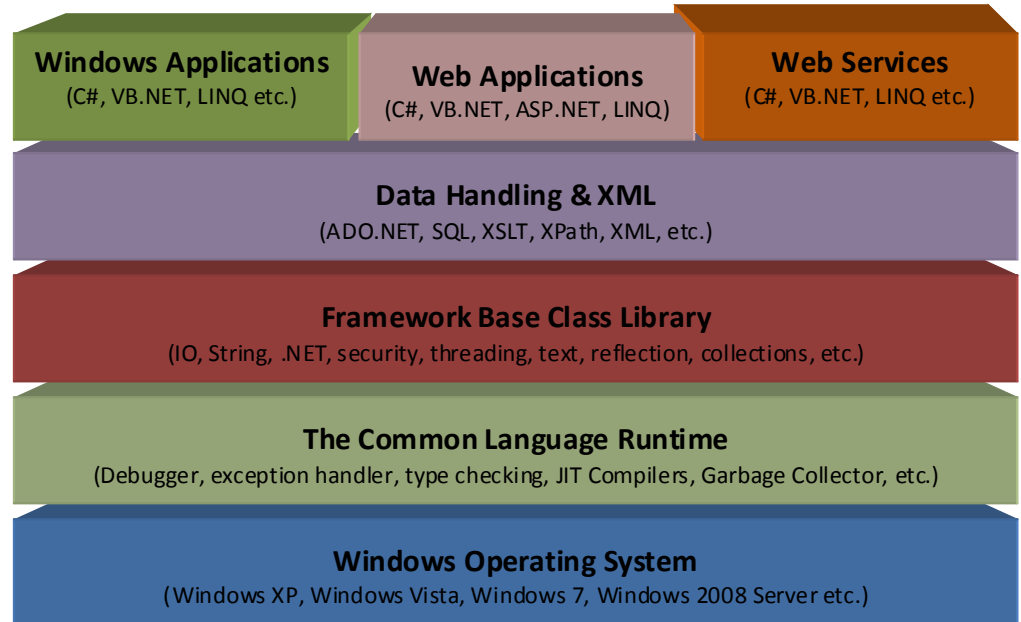 Windows Applications
(C#, VB.NET, LINQ etc.)
Web Applications
(C#, VB.NET, ASP.NET, LINQ)
Web Services
(C#, VB.NET, LINQ etc.)
Data Handling & XML
(ADO.NET, SQL, XSLT, XPath, XML, etc.)
Framework Base Class Library
(IO, String, .NET, security, threading, text, reflection, collections, etc.)
The Common Language Runtime
(Debugger, exception handler, type checking, JIT Compilers, Garbage Collector, etc.)
Windows Operating System
(Windows XP, Windows Vista, Windows 7, Windows 2008 Server etc.)